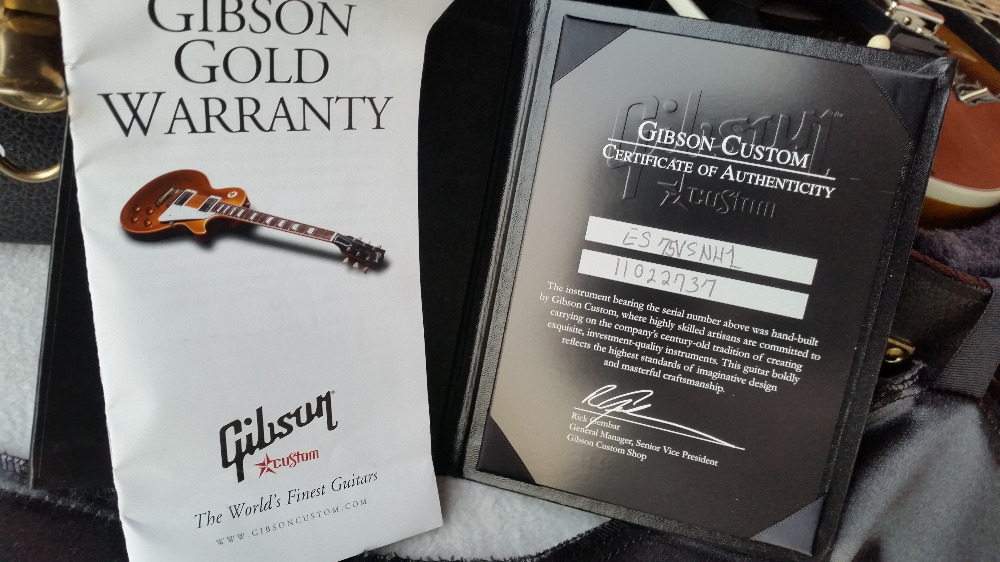 GIBSON
GOLD
WARRANTY
Gibson
CUSTOM
The World's Finest Guitars
WWW.GIBSONCUSTOM.COM
Gibson
CUSTOM
GIBSON CUSTOM
CERTIFICATE OF AUTHENTICITY
ES 75VSNH1
11022737
The instrument bearing the serial number above was hand-built
by Gibson Custom, where highly skilled artisans are committed to
carrying on the company's century-old tradition of creating
exquisite, investment-quality instruments. This guitar boldly
reflects the highest standards of imaginative design
and masterful craftsmanship.
Rick Gembar
General Manager, Senior Vice President
Gibson Custom Shop